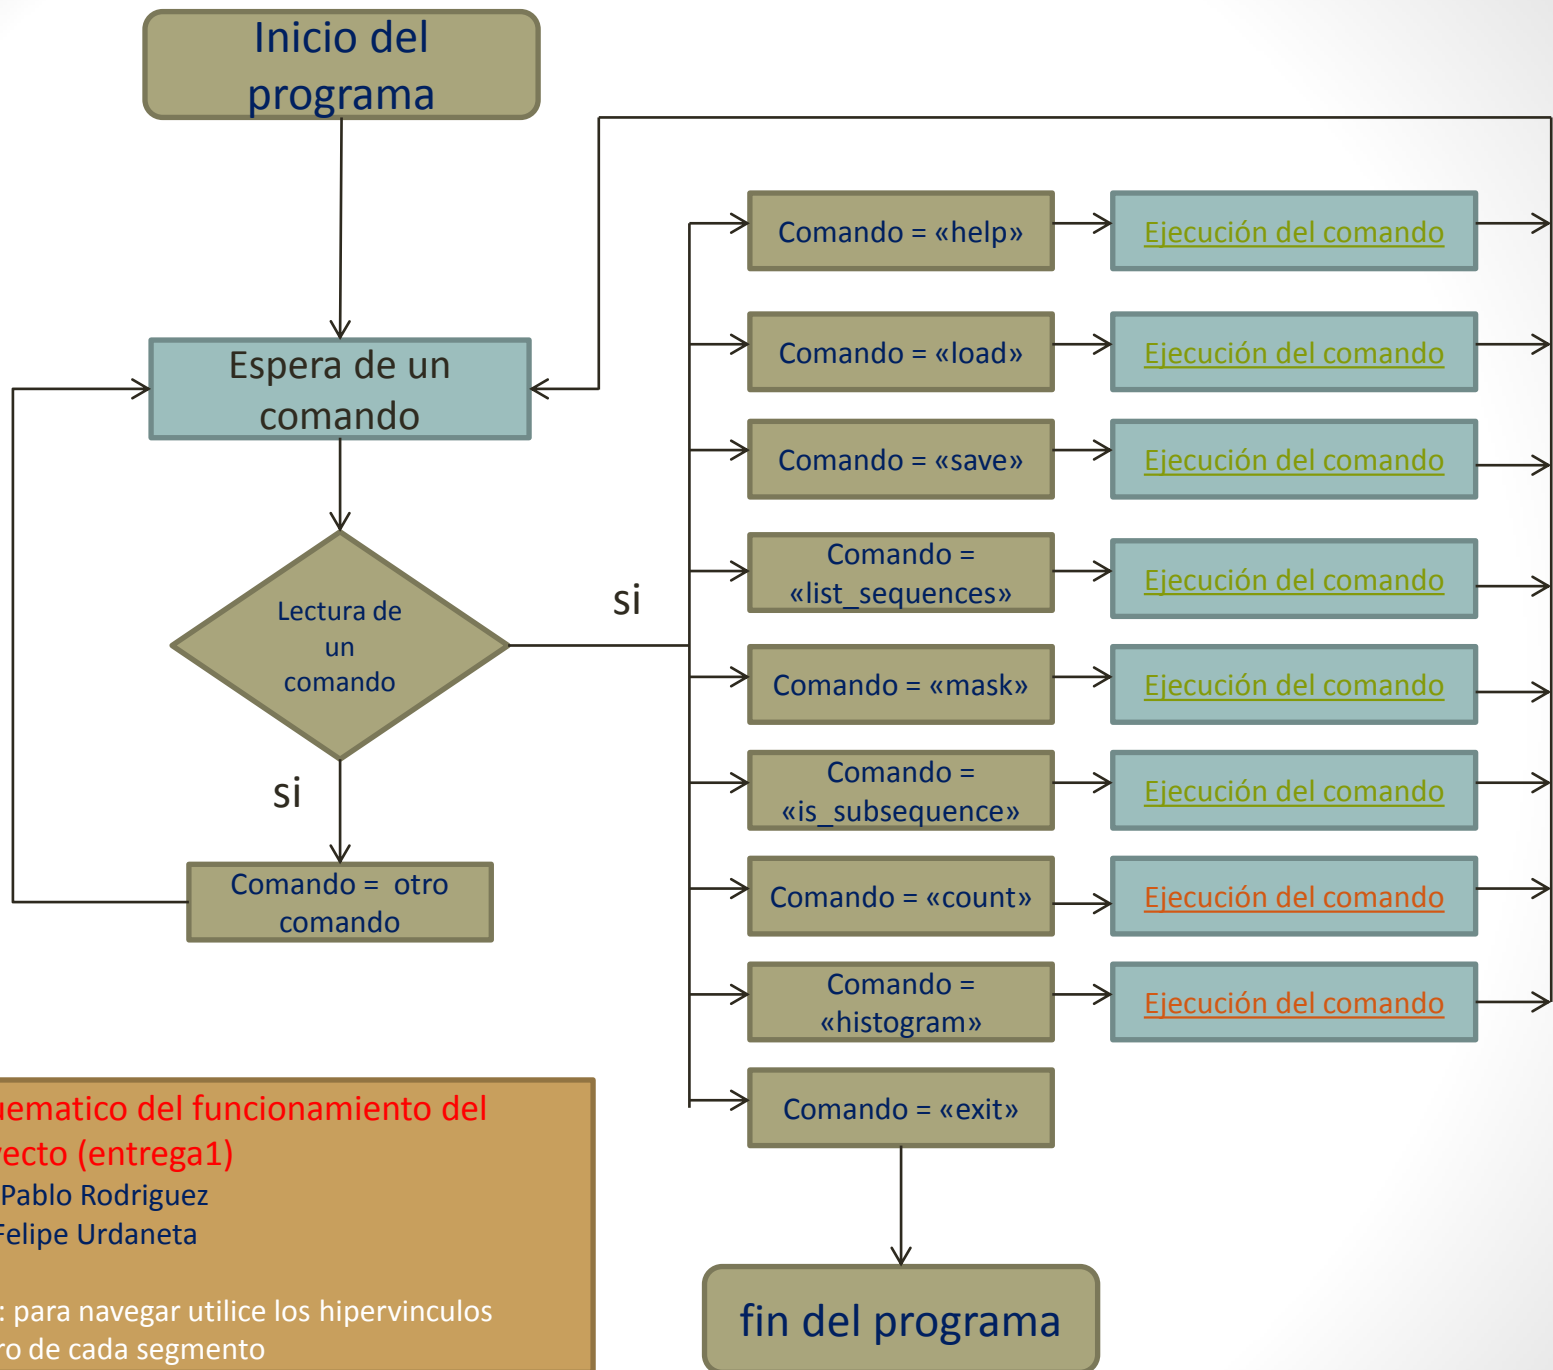 Inicio del
programa
Espera de un
comando
Lectura de
un
comando
si
si
Comando = otro
comando
Comando = «help»
Ejecución del comando
Comando = «load»
Ejecución del comando
Comando = «save»
Ejecución del comando
Comando =
«list_sequences»
Ejecución del comando
Comando = «mask»
Ejecución del comando
Comando =
«is_subsequence»
Ejecución del comando
Comando = «count»
Ejecución del comando
Comando =
«histogram»
Ejecución del comando
Comando = «exit»
fin del programa
uematico del funcionamiento del
ecto (entrega1)
Pablo Rodriguez
Felipe Urdaneta
: para navegar utilice los hipervinculos
ro de cada segmento